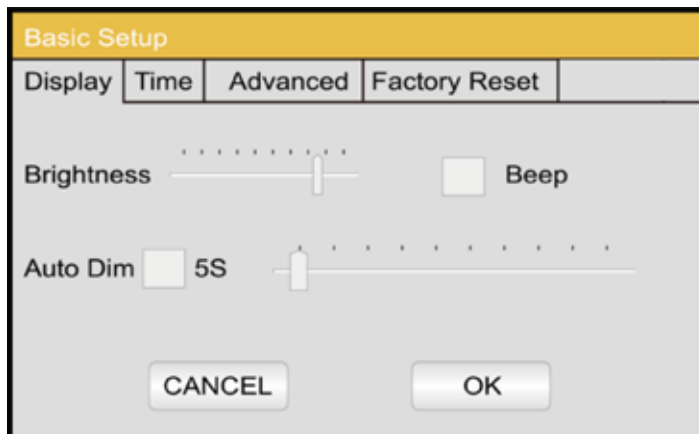 Basic Setup
Display Time Advanced Factory Reset
Brightness Beep
Auto Dim 5S
CANCEL OK